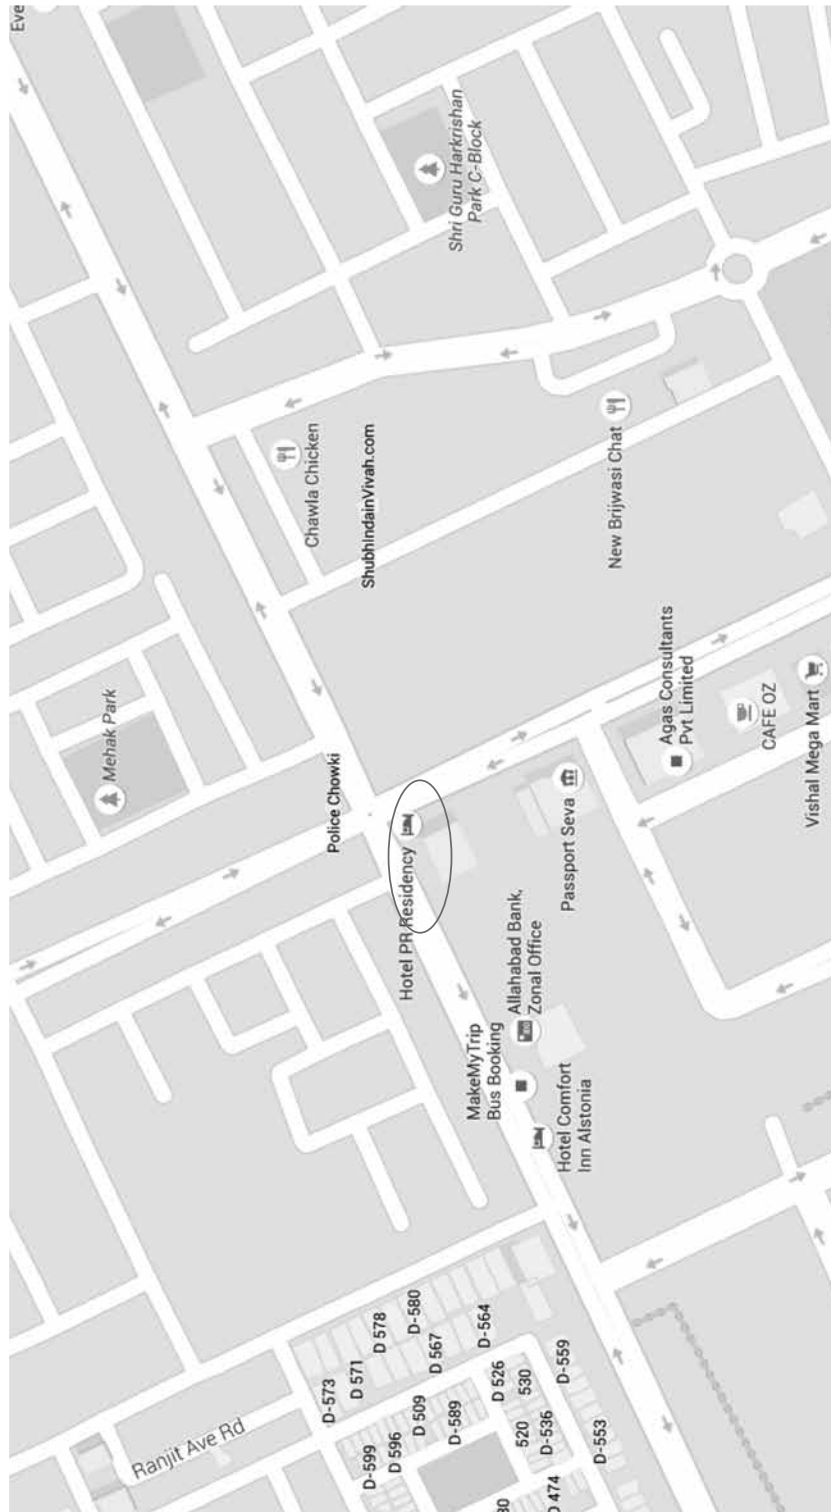 Eve
Mehak Park
Ranjit Ave Rd
Chawla Chicken
Police Chowki
D-573
D 571
ShubhIndainVivah.com
D-599
D 578
D 596
Hotel PR Residency
D-580
D 509
D 567
Shri Guru Harkrishan
Park C-Block
D-589
MakeMyTrip
Bus Booking
D-564
D 526
Allahabad Bank,
Zonal Office
520
530
D-536
D 474
Hotel Comfort
Inn Alstonia
D-559
Passport Seva
D-553
New Brijwasi Chat
Agas Consultants
Pvt Limited
CAFE OZ
Vishal Mega Mart